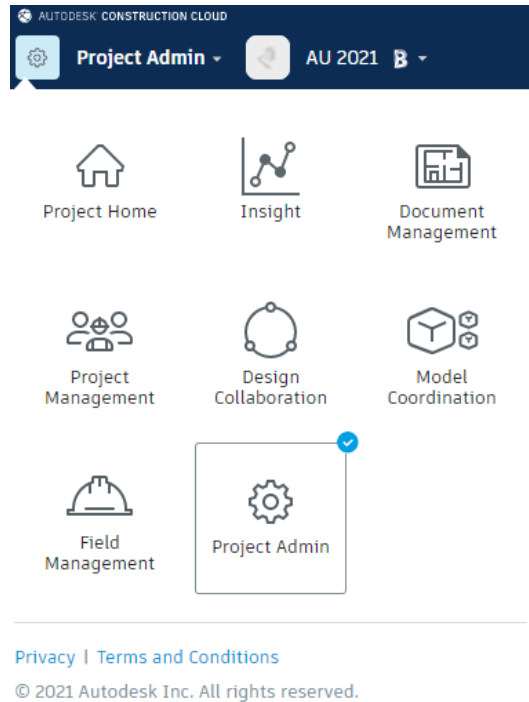 AUTODESK CONSTRUCTION CLOUD
Project Admin AU 2021 B
Project Home
Insight
Document
Management
Project
Management
Design
Collaboration
Model
Coordination
Field
Management
Project Admin
Privacy | Terms and Conditions
© 2021 Autodesk Inc. All rights reserved.